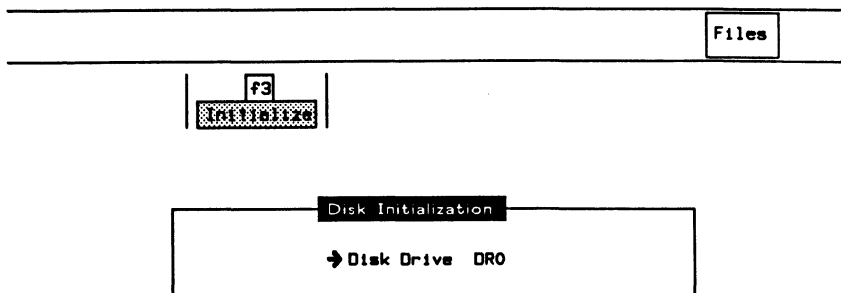 Files
f3
Initialize
Disk Initialization
→ Disk Drive DR0